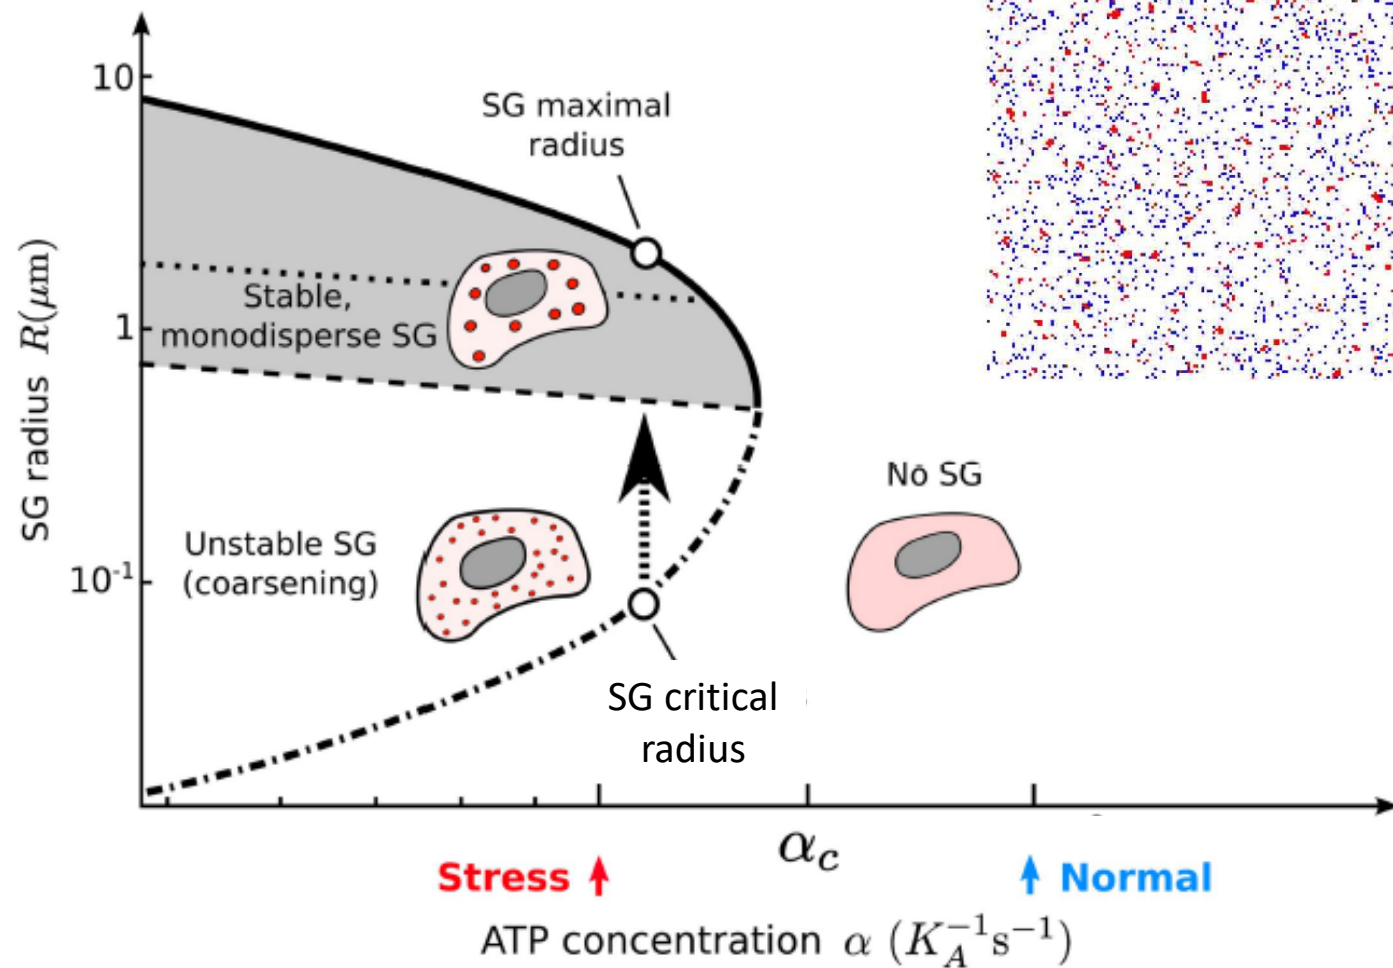 10
SG maximal
radius
SG radius R(μm)
Stable,
monodisperse SG
1
No SG
Unstable SG
(coarsening)
10⁻¹
SG critical
radius
α_c
Stress
Normal
ATP concentration α (K_A⁻¹s⁻¹)